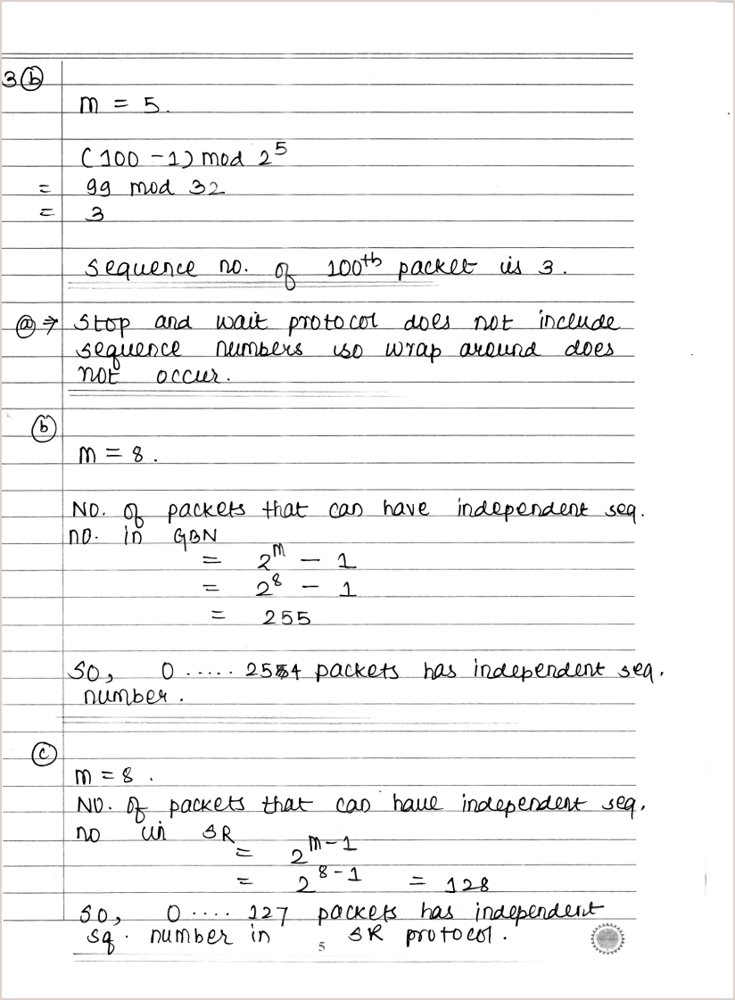 3 b
m = 5.
(100 - 1) mod 2^5
= 99 mod 32
= 3
Sequence no. of 100th packet is 3.
a ⇒ Stop and wait protocol does not include
sequence numbers so wrap around does
not occur.
b
m = 8.
NO. of packets that can have independent seq.
no. in GBN
= 2^m - 1
= 2^8 - 1
= 255
SO, 0 ..... 254 packets has independent seq.
number.
c
m = 8.
NO. of packets that can have independent seq.
no in SR
= 2^m-1
= 2^8-1 = 128
SO, 0 .... 127 packets has independent
sq. number in SR protocol.
5